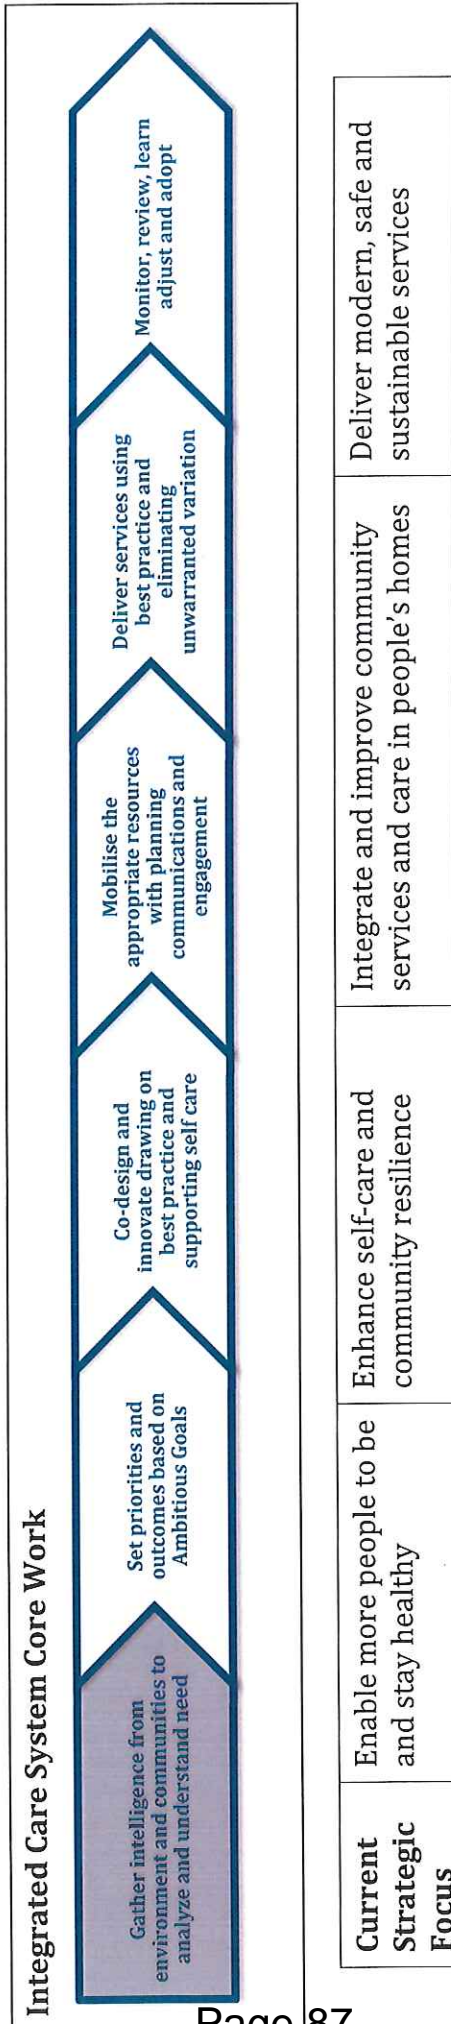 Integrated Care System Core Work
Gather intelligence from
environment and communities to
analyze and understand need
Set priorities and
outcomes based on
Ambitious Goals
Co-design and
innovate drawing on
best practice and
supporting self care
Mobilise the
appropriate resources
with planning
communications and
engagement
Deliver services using
best practice and
eliminating
unwarranted variation
Monitor, review, learn
adjust and adopt
Current
Strategic
Focus
Enable more people to be
and stay healthy
Enhance self-care and
community resilience
Integrate and improve community
services and care in people's homes
Deliver modern, safe and
sustainable services
Page 87